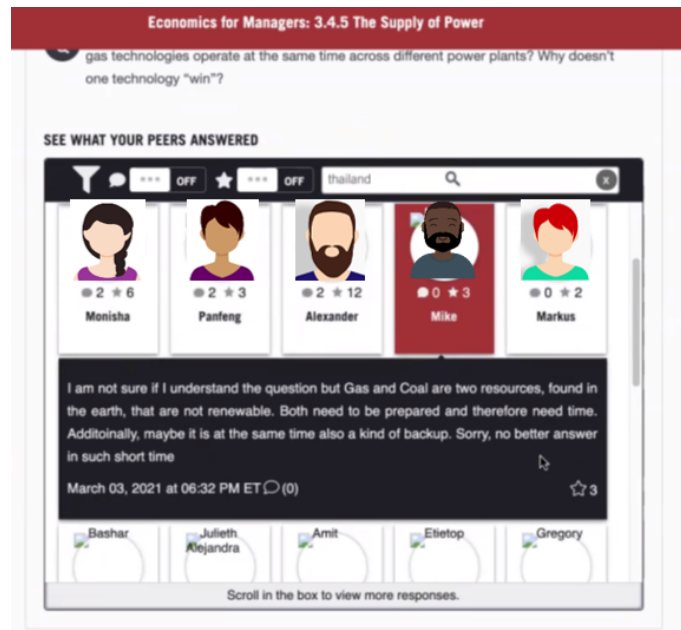 Economics for Managers: 3.4.5 The Supply of Power
gas technologies operate at the same time across different power plants? Why doesn't
one technology "win"?
SEE WHAT YOUR PEERS ANSWERED
OFF OFF thailand x
2 6 2 3 2 12 0 3 0 2
Monisha Panfeng Alexander Mike Markus
I am not sure if I understand the question but Gas and Coal are two resources, found in
the earth, that are not renewable. Both need to be prepared and therefore need time.
Additoinally, maybe it is at the same time also a kind of backup. Sorry, no better answer
in such short time
March 03, 2021 at 06:32 PM ET (0) 3
Bashar Julieth Amit Etietop Gregory
Alejandra
Scroll in the box to view more responses.